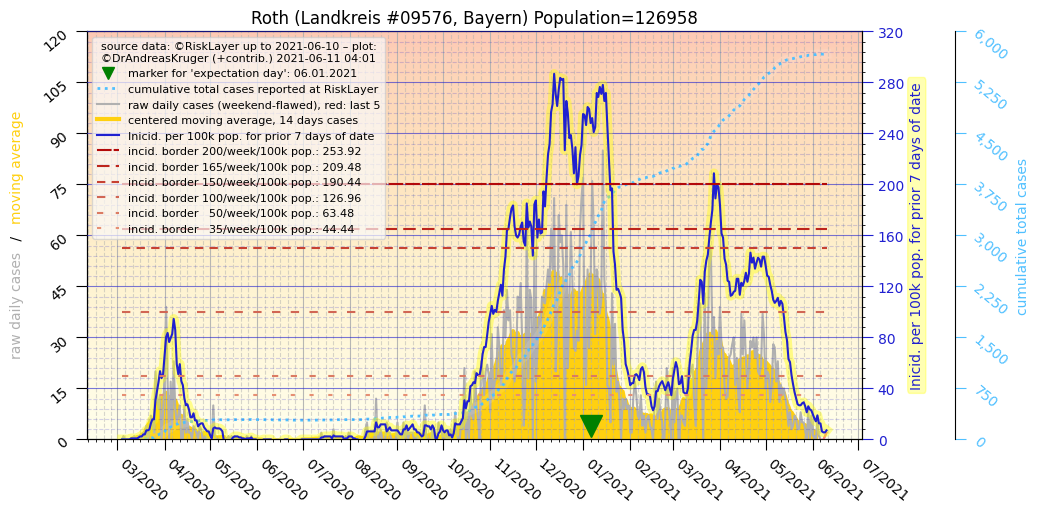 Roth (Landkreis #09576, Bayern) Population=126958
source data: ©RiskLayer up to 2021-06-10 – plot:
©DrAndreasKruger (+contrib.) 2021-06-11 04:01
marker for 'expectation day': 06.01.2021
cumulative total cases reported at RiskLayer
raw daily cases (weekend-flawed), red: last 5
centered moving average, 14 days cases
Inicid. per 100k pop. for prior 7 days of date
incid. border 200/week/100k pop.: 253.92
incid. border 165/week/100k pop.: 209.48
incid. border 150/week/100k pop.: 190.44
incid. border 100/week/100k pop.: 126.96
incid. border   50/week/100k pop.: 63.48
incid. border   35/week/100k pop.: 44.44
raw daily cases / moving average
120
105
90
75
60
45
30
15
0
320
280
240
200
160
120
80
40
0
Inicid. per 100k pop. for prior 7 days of date
6,000
5,250
4,500
3,750
3,000
2,250
1,500
750
0
cumulative total cases
03/2020
04/2020
05/2020
06/2020
07/2020
08/2020
09/2020
10/2020
11/2020
12/2020
01/2021
02/2021
03/2021
04/2021
05/2021
06/2021
07/2021